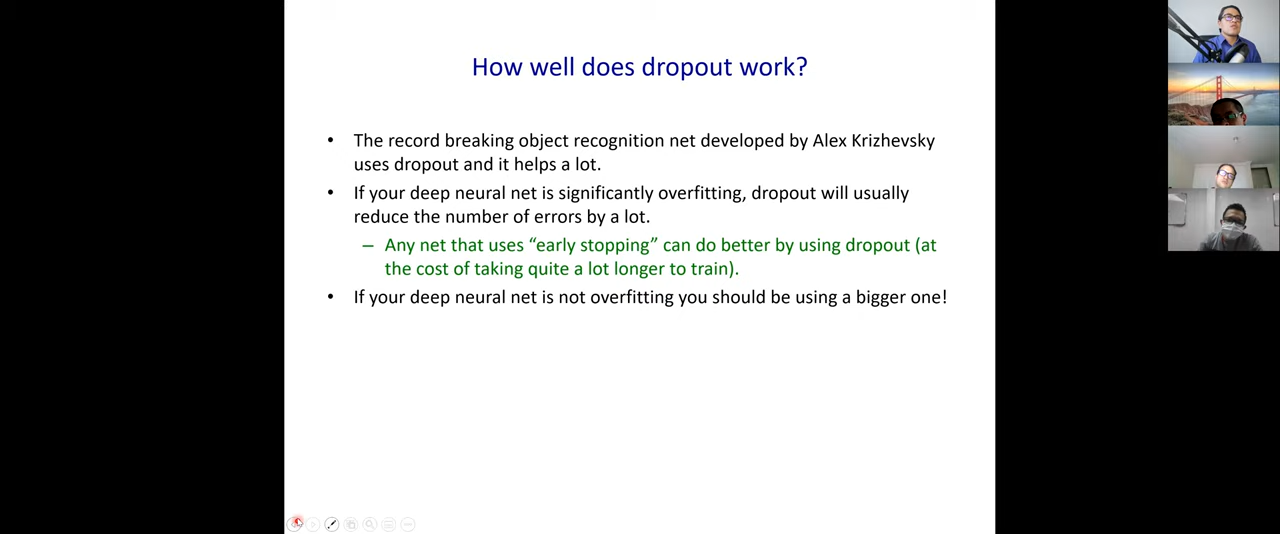 How well does dropout work?
• The record breaking object recognition net developed by Alex Krizhevsky
uses dropout and it helps a lot.
• If your deep neural net is significantly overfitting, dropout will usually
reduce the number of errors by a lot.
– Any net that uses “early stopping” can do better by using dropout (at
the cost of taking quite a lot longer to train).
• If your deep neural net is not overfitting you should be using a bigger one!